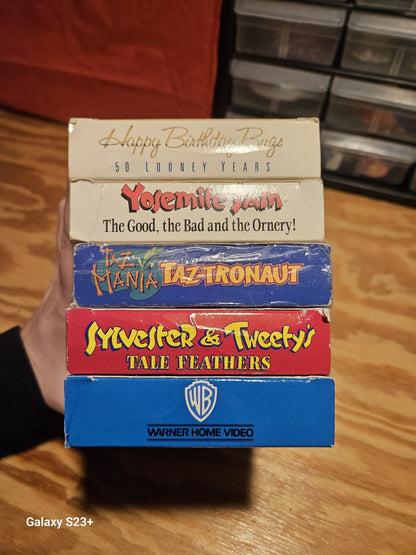 Happy Birthday Bugs
50 LOONEY YEARS
Yosemite Sam
The Good, the Bad and the Ornery!
TAZ-MANIA TAZ-TRONAUT
SYLVESTER & TWEETY'S
TALE FEATHERS
WB
WARNER HOME VIDEO
Galaxy S23+